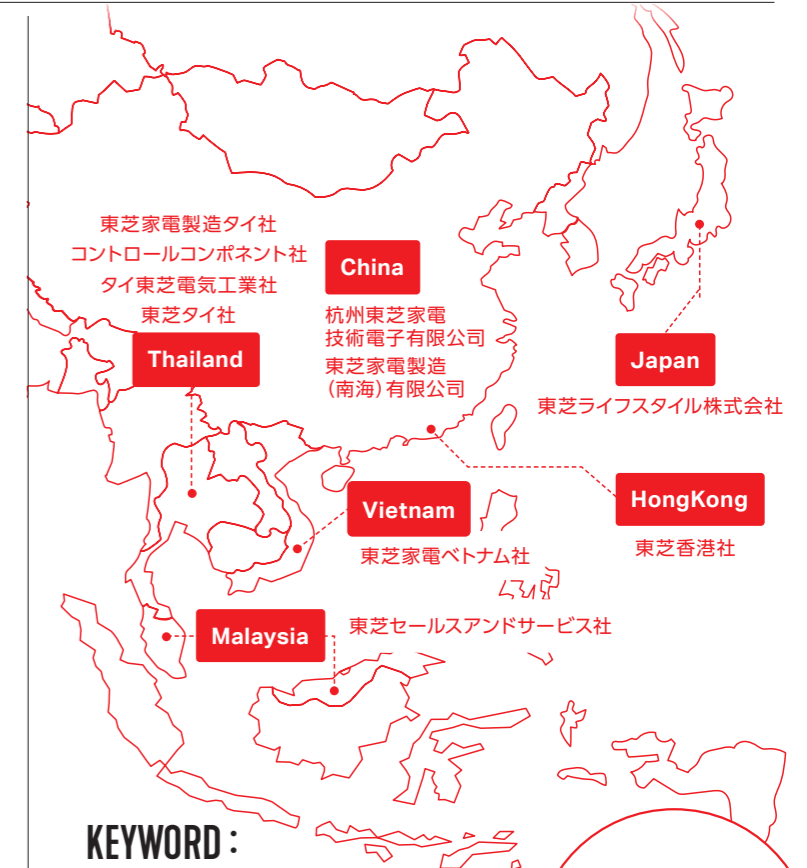 東芝家電製造タイ社
コントロールコンポネント社
タイ東芝電気工業社
東芝タイ社
Thailand
China
杭州東芝家電
技術電子有限公司
東芝家電製造
（南海）有限公司
Japan
東芝ライフスタイル株式会社
HongKong
東芝香港社
Vietnam
東芝家電ベトナム社
Malaysia
東芝セールスアンドサービス社
KEYWORD：